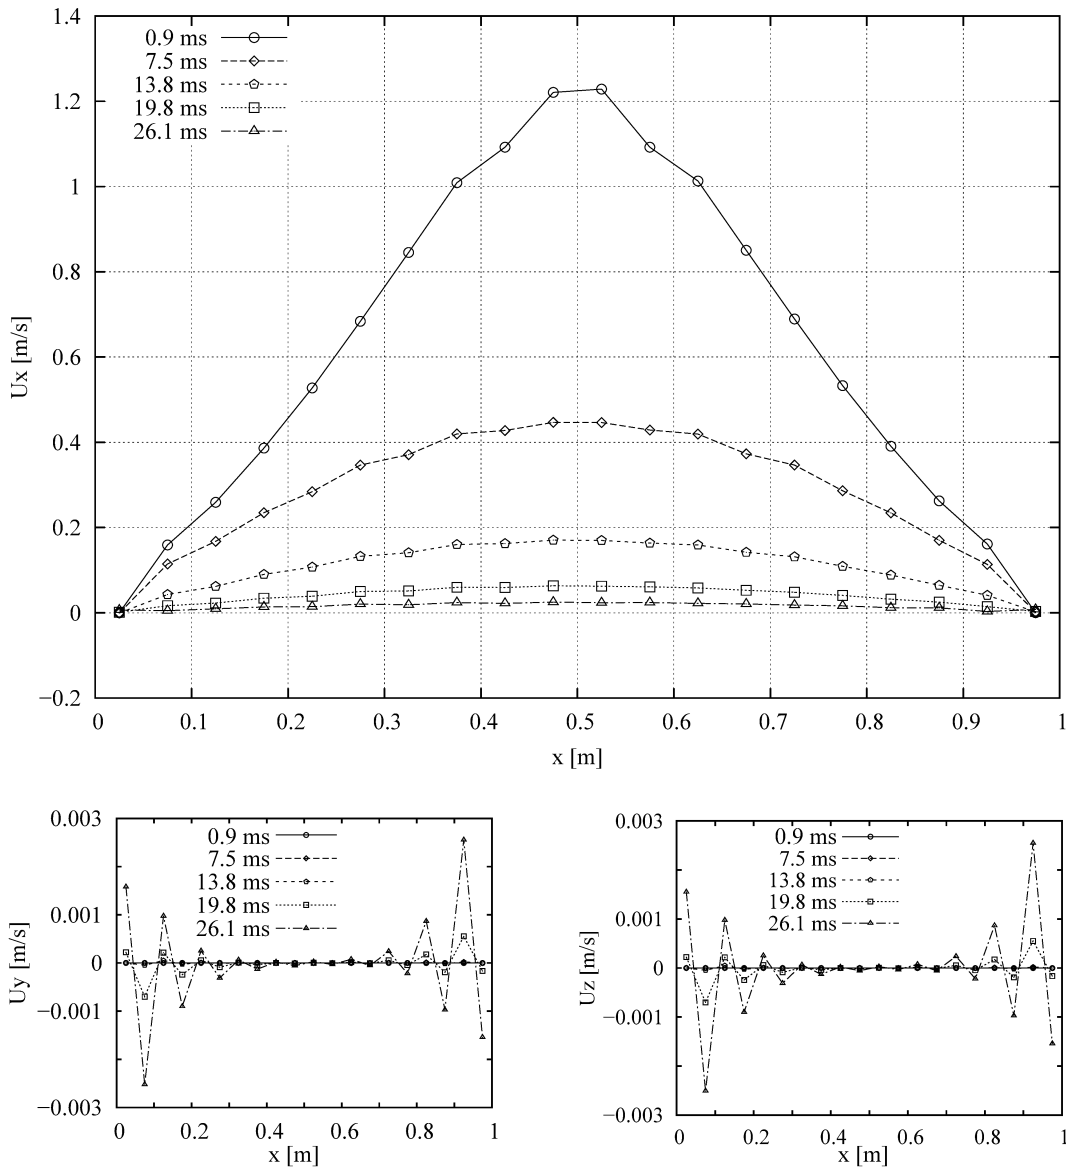 1.4
1.2
1
0.8
0.6
0.4
0.2
0
−0.2
Ux [m/s]
0.9 ms
7.5 ms
13.8 ms
19.8 ms
26.1 ms
0 0.1 0.2 0.3 0.4 0.5 0.6 0.7 0.8 0.9 1
x [m]
0.003
0.001
0
−0.001
−0.003
Uy [m/s]
0.9 ms
7.5 ms
13.8 ms
19.8 ms
26.1 ms
0 0.2 0.4 0.6 0.8 1
x [m]
0.003
0.001
0
−0.001
−0.003
Uz [m/s]
0.9 ms
7.5 ms
13.8 ms
19.8 ms
26.1 ms
0 0.2 0.4 0.6 0.8 1
x [m]